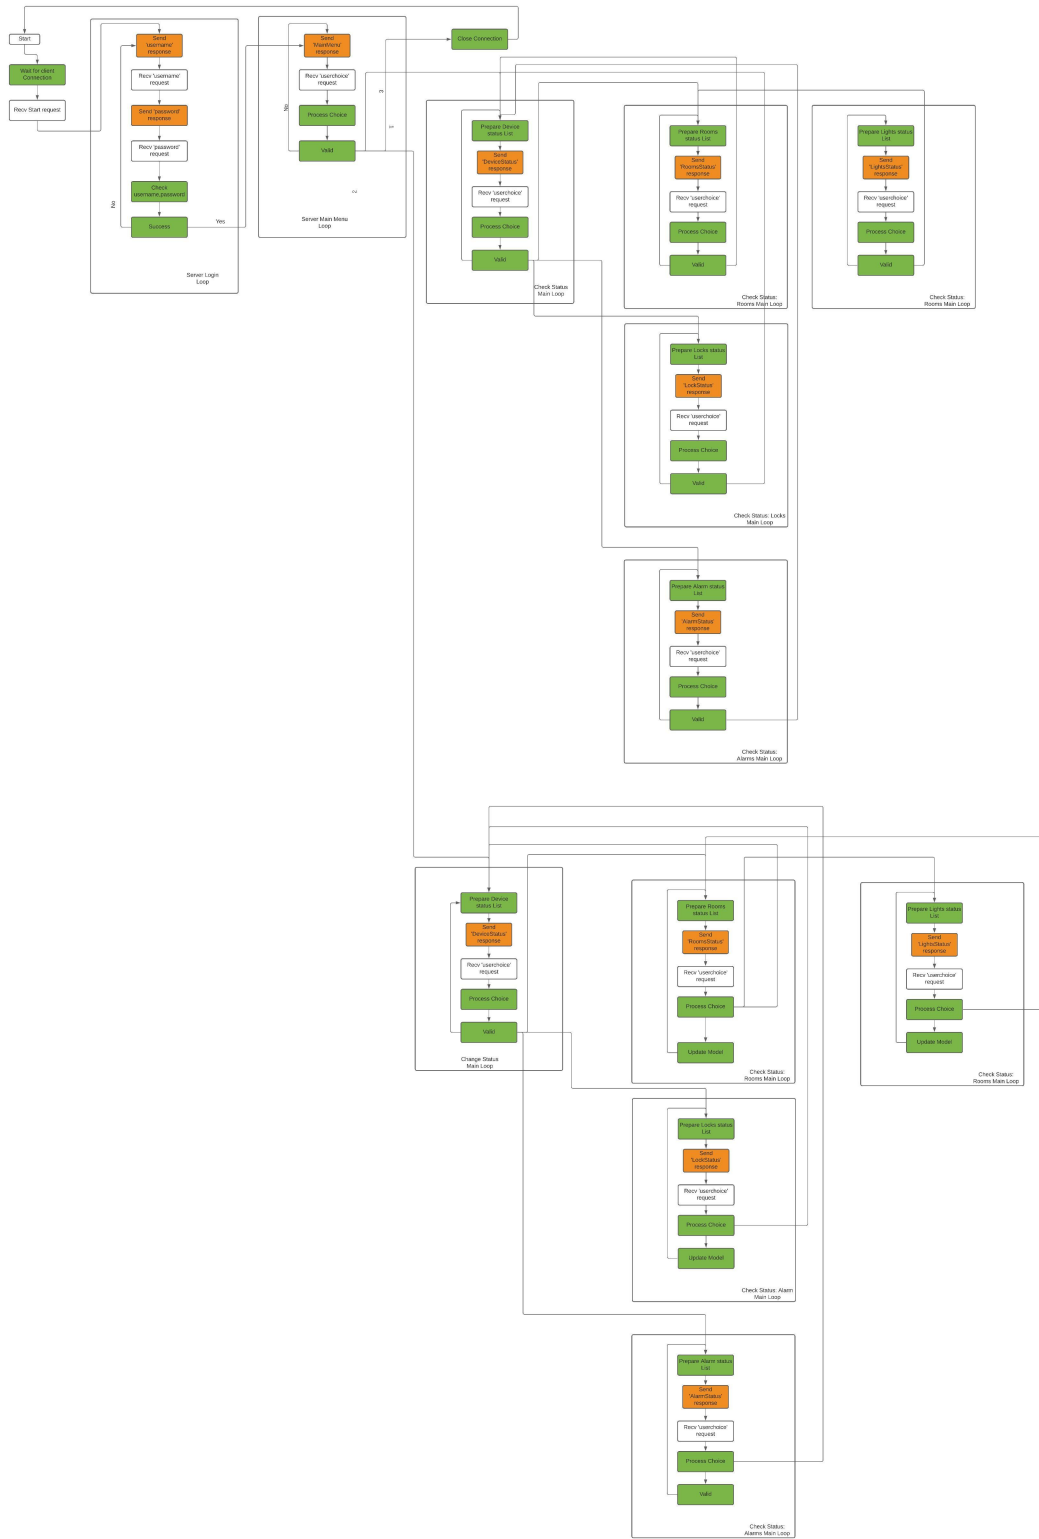 Start
Wait for client
Connection
Recv Start request
Send
'username'
response
Recv 'username'
request
Send 'password'
response
Recv 'password'
request
Check
username,password
No
Success
Yes
Server Login
Loop
Send
'MainMenu'
response
Recv 'userchoice'
request
No
Process Choice
Valid
3
1
2
Server Main Menu
Loop
Close Connection
Prepare Device
status List
Send
'DeviceStatus'
response
Recv 'userchoice'
request
Process Choice
Valid
Check Status
Main Loop
Prepare Rooms
status List
Send
'RoomsStatus'
response
Recv 'userchoice'
request
Process Choice
Valid
Check Status:
Rooms Main Loop
Prepare Lights status
List
Send
'LightsStatus'
response
Recv 'userchoice'
request
Process Choice
Valid
Check Status:
Rooms Main Loop
Prepare Locks status
List
Send
'LockStatus'
response
Recv 'userchoice'
request
Process Choice
Valid
Check Status: Locks
Main Loop
Prepare Alarm status
List
Send
'AlarmStatus'
response
Recv 'userchoice'
request
Process Choice
Valid
Check Status:
Alarms Main Loop
Prepare Device
status List
Send
'DeviceStatus'
response
Recv 'userchoice'
request
Process Choice
Valid
Change Status
Main Loop
Prepare Rooms
status List
Send
'RoomsStatus'
response
Recv 'userchoice'
request
Process Choice
Update Model
Check Status:
Rooms Main Loop
Prepare Lights status
List
Send
'LightsStatus'
response
Recv 'userchoice'
request
Process Choice
Update Model
Check Status:
Rooms Main Loop
Prepare Locks status
List
Send
'LockStatus'
response
Recv 'userchoice'
request
Process Choice
Update Model
Check Status: Alarm
Main Loop
Prepare Alarm status
List
Send
'AlarmStatus'
response
Recv 'userchoice'
request
Process Choice
Valid
Check Status:
Alarms Main Loop